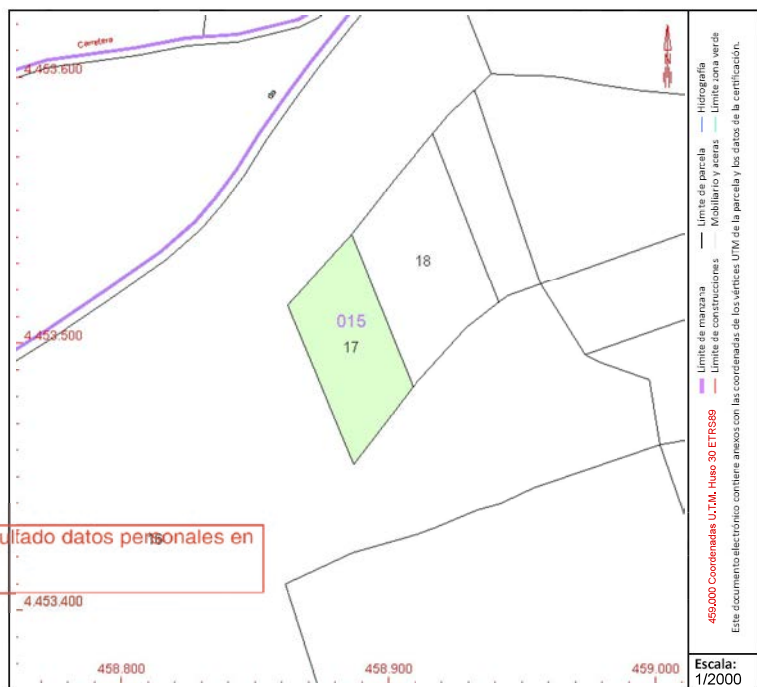 Carretera
4.453.600
69
N
18
015
17
4.453.500
ultado datos personales en
16
4.453.400
458.800
458.900
459.000
Límite de manzana
Límite de parcela
Hidrografía
Límite de construcciones
Mobiliario y aceras
Límite zona verde
459.000 Coordenadas U.T.M. Huso 30 ETRS89
Este documento electrónico contiene anexos con las coordenadas de los vértices UTM de la parcela y los datos de la certificación.
Escala:
1/2000